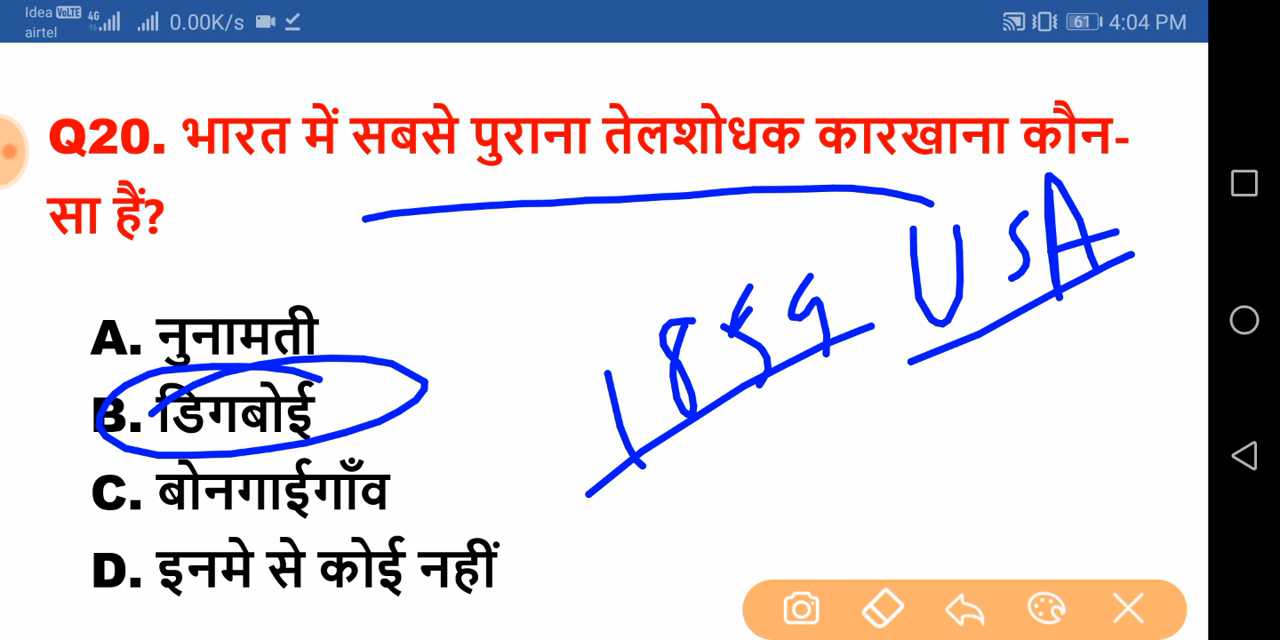 Idea VoLTE 4G 0.00K/s 61 4:04 PM
airtel
Q20. भारत में सबसे पुराना तेलशोधक कारखाना कौन-
सा हैं?
USA
1859
A. नुनामती
B. डिगबोई
C. बोनगाईगाँव
D. इनमे से कोई नहीं